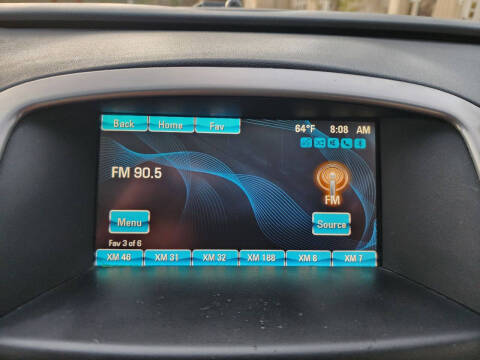 Back Home Fav 64°F 8:08 AM
FM 90.5
FM
Menu Source
Fav 3 of 6
XM 46 XM 31 XM 32 XM 188 XM 8 XM 7